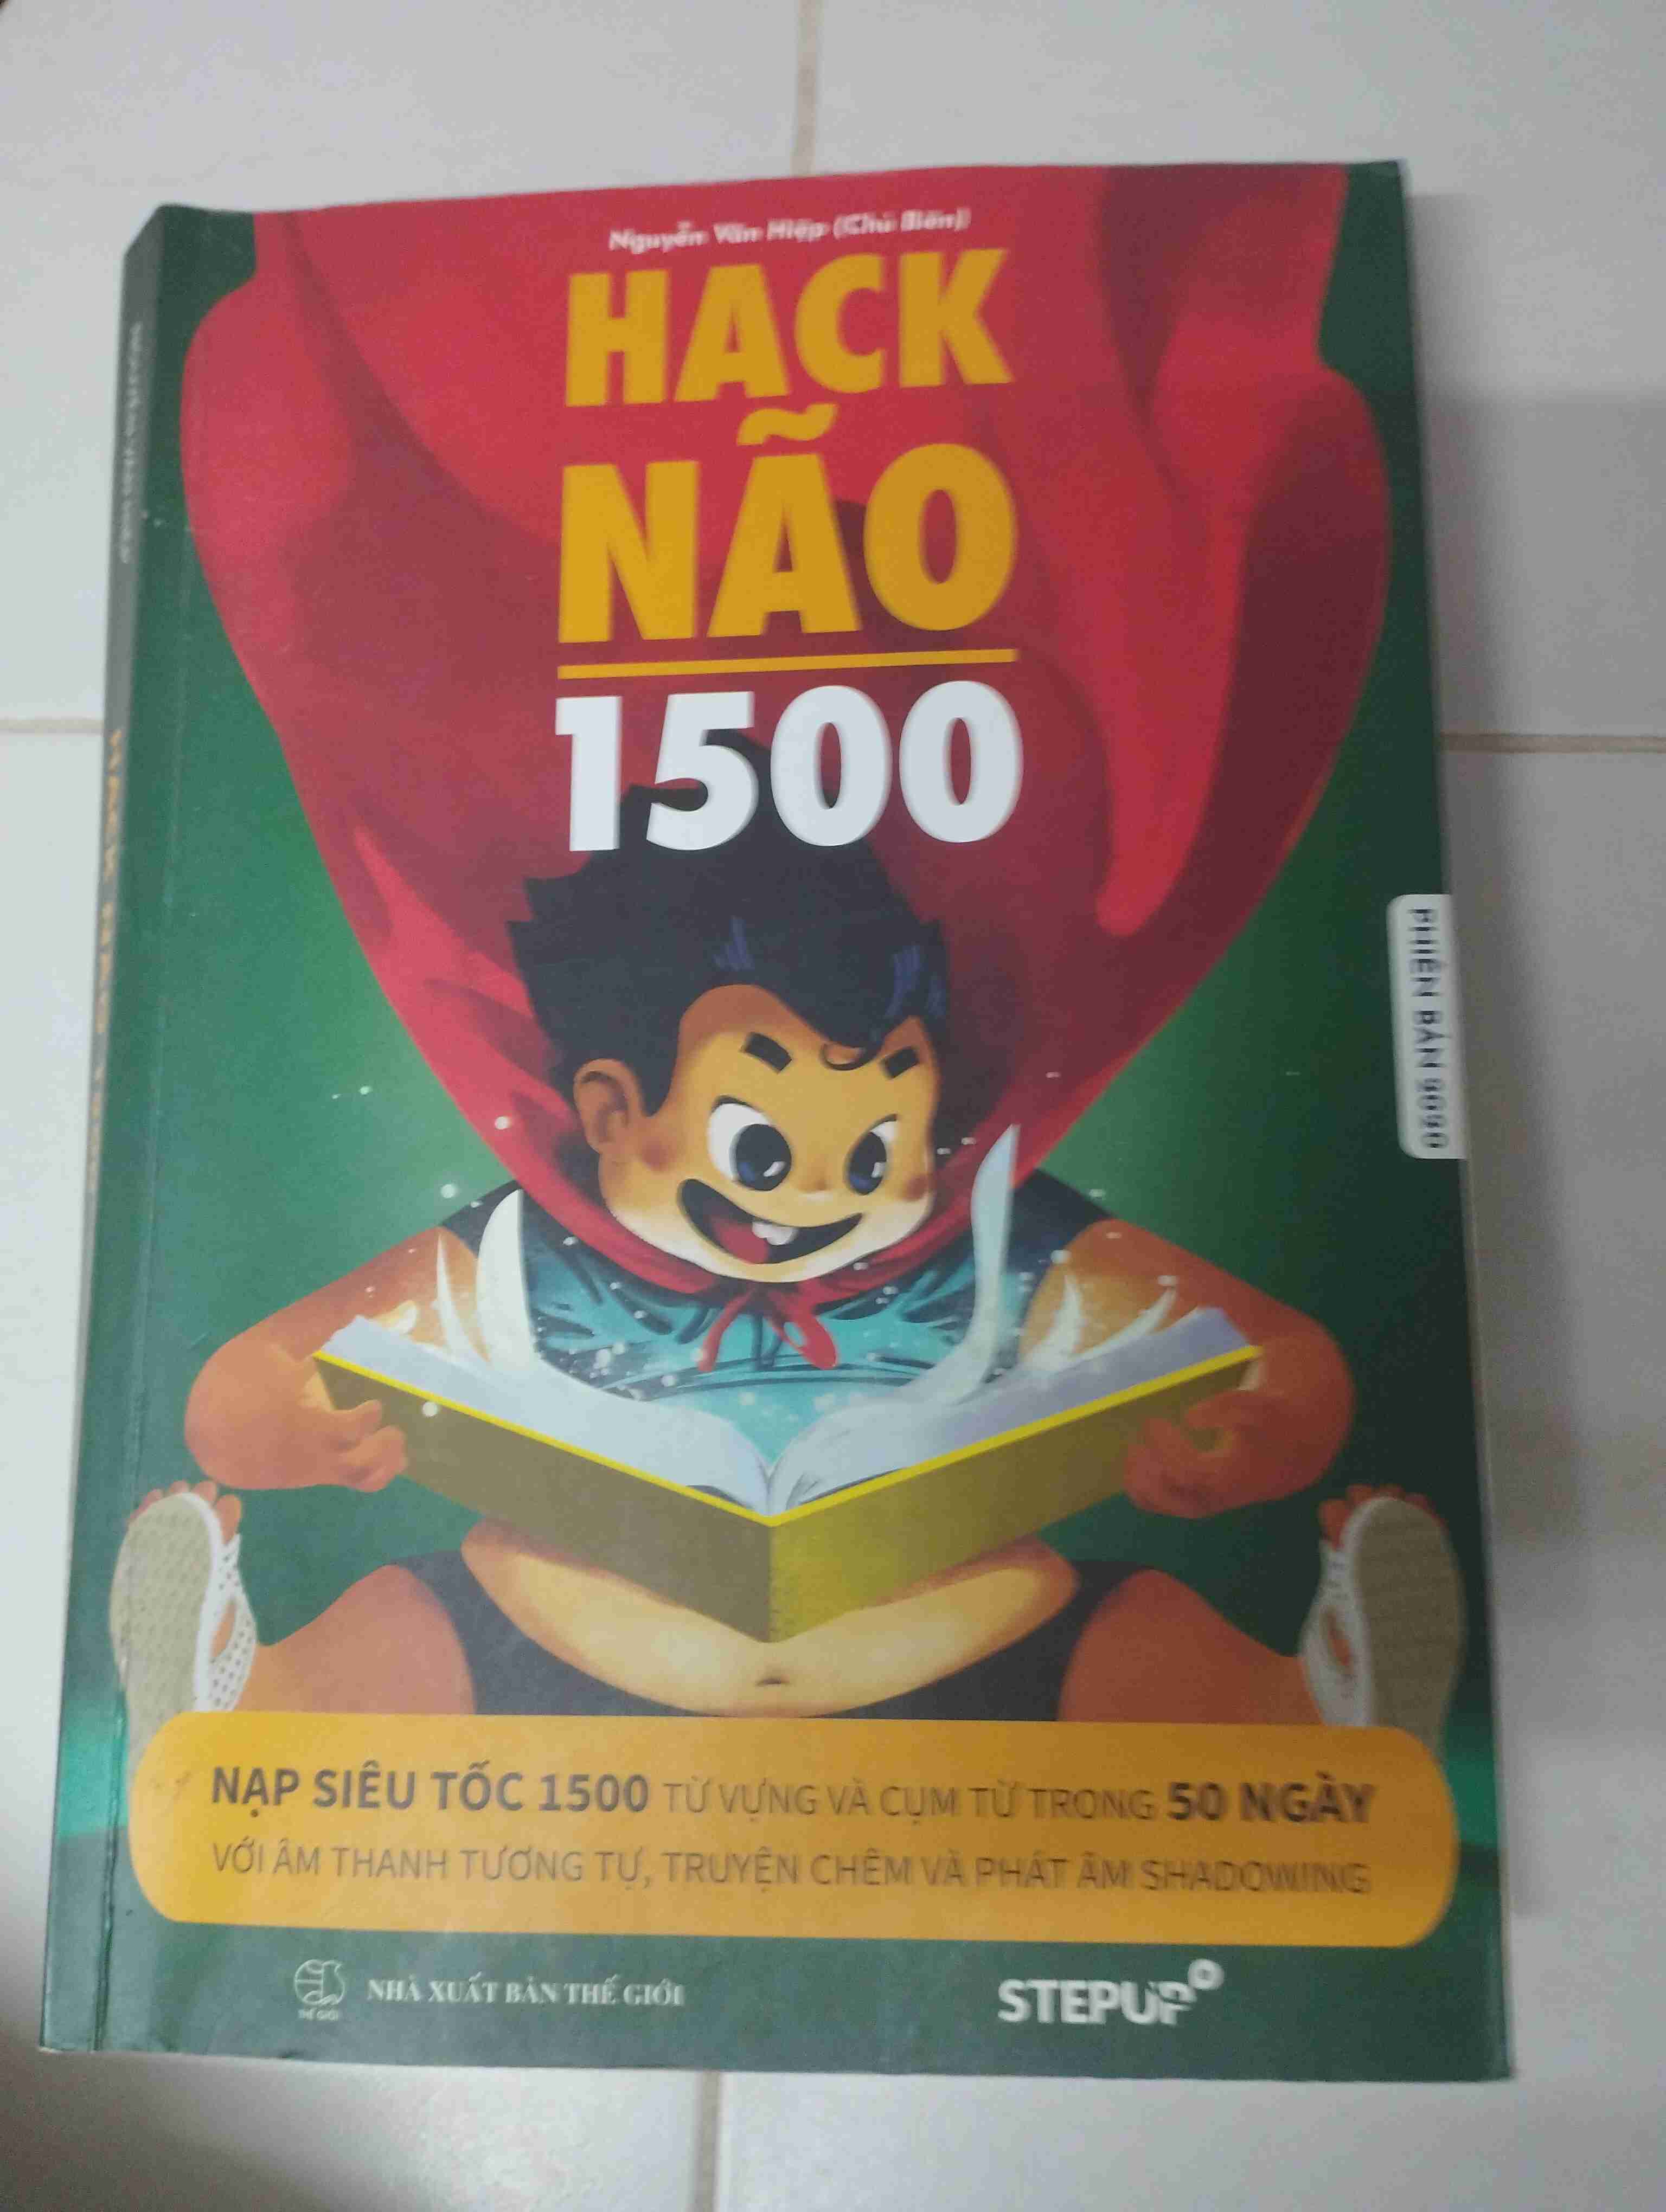 Nguyễn Văn Hiệp (Chủ Biên)
HACK
NÃO
1500
PHIÊN BẢN 2020
NẠP SIÊU TỐC 1500 TỪ VỰNG VÀ CỤM TỪ TRONG 50 NGÀY
VỚI ÂM THANH TƯƠNG TỰ, TRUYỆN CHÊM VÀ PHÁT ÂM SHADOWING
THẾ GIỚI
NHÀ XUẤT BẢN THẾ GIỚI
STEPUP